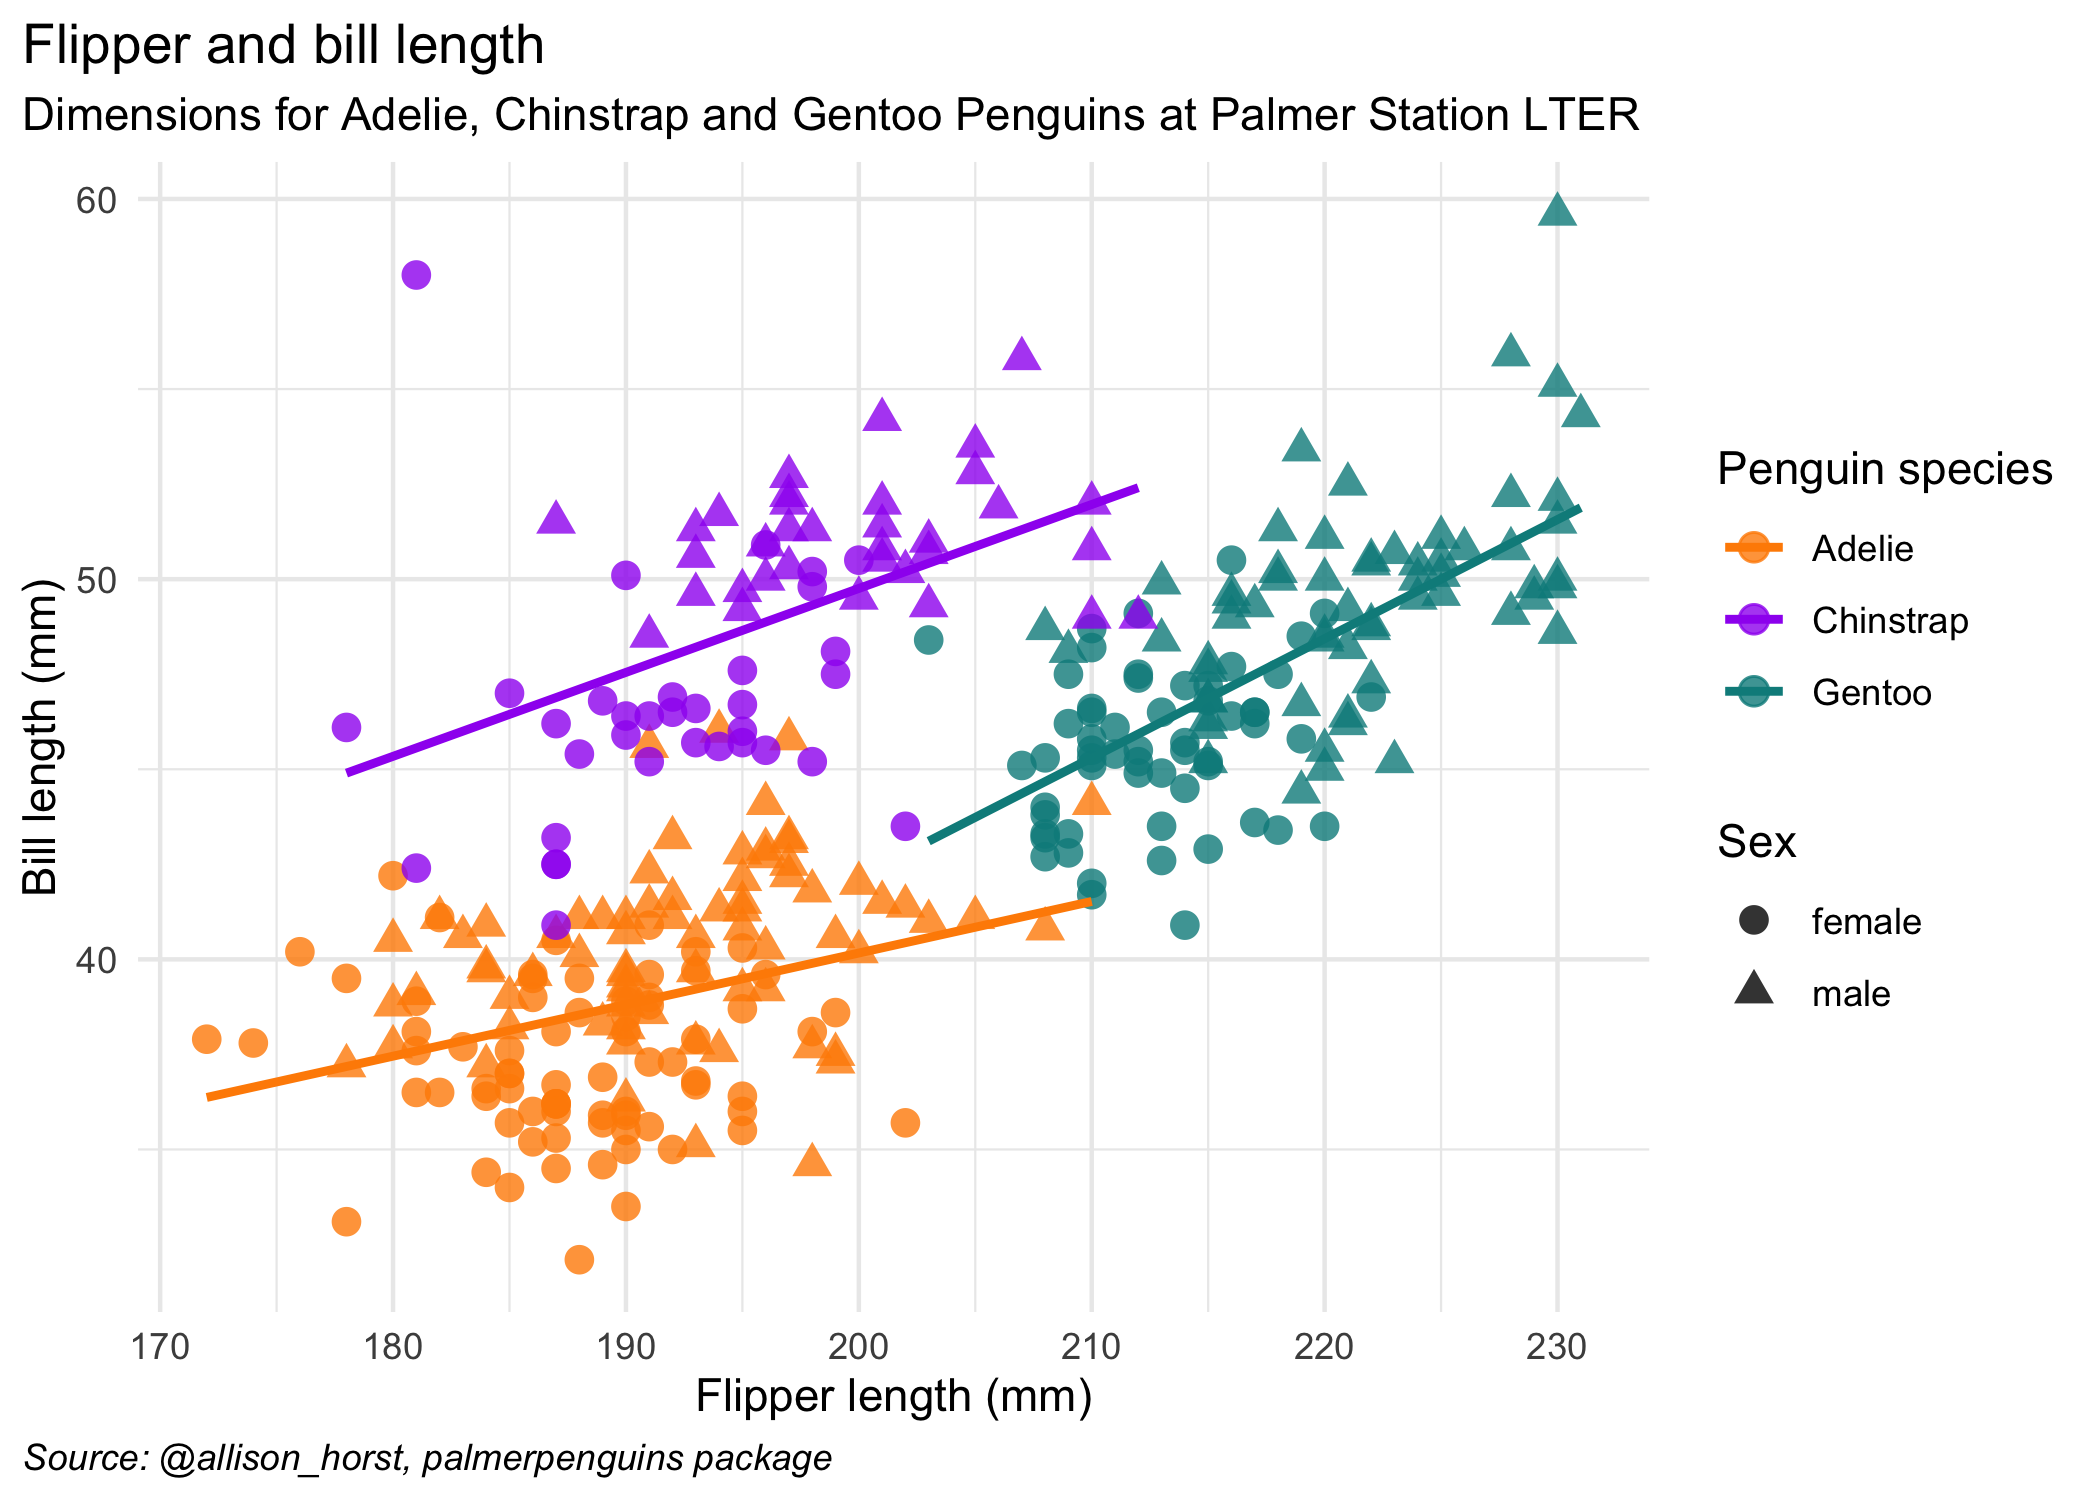 Flipper and bill length
Dimensions for Adelie, Chinstrap and Gentoo Penguins at Palmer Station LTER
60
50
40
Bill length (mm)
170 180 190 200 210 220 230
Flipper length (mm)
Penguin species
Adelie
Chinstrap
Gentoo
Sex
female
male
Source: @allison_horst, palmerpenguins package